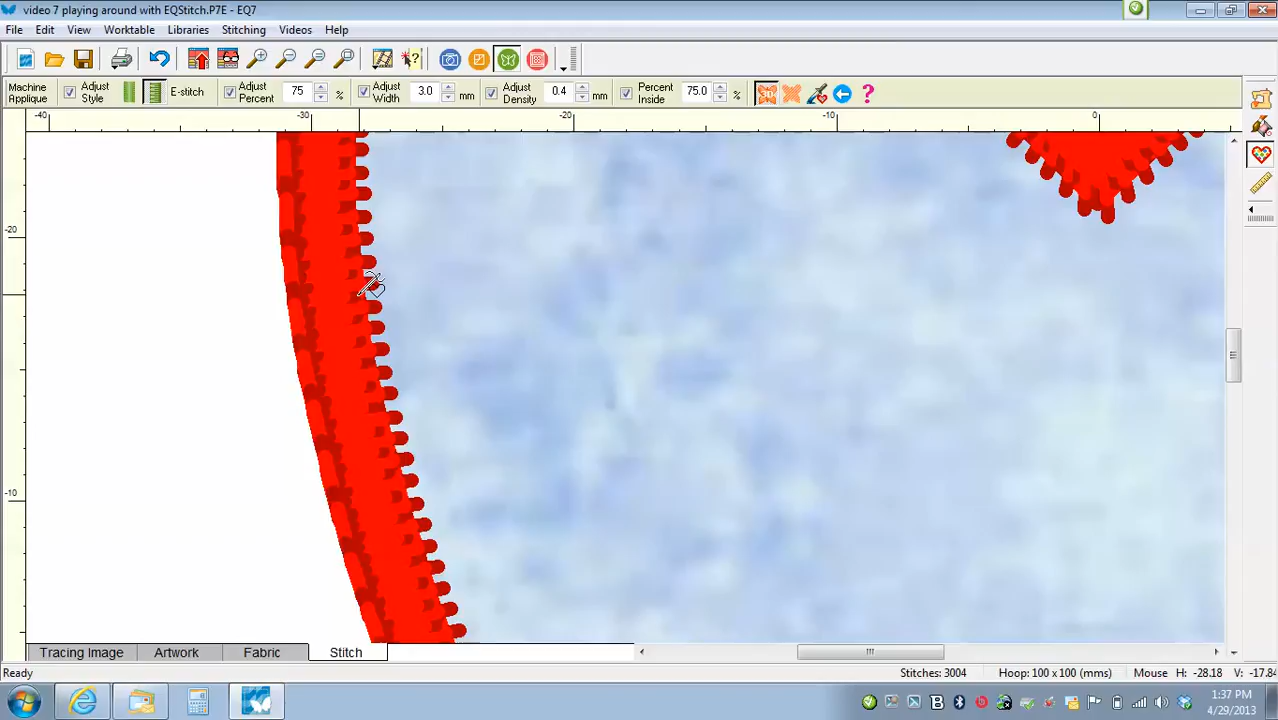 video 7 playing around with EQStitch.P7E - EQ7
File Edit View Worktable Libraries Stitching Videos Help
Machine Applique Adjust Style E-stitch Adjust Percent 75 % Adjust Width 3.0 mm Adjust Density 0.4 mm Percent Inside 75.0 %
-40 -30 -20 -10 0
-20
-10
Tracing Image Artwork Fabric Stitch
Ready Stitches: 3004 Hoop: 100 x 100 (mms) Mouse H: -28.18 V: -17.84
1:37 PM
4/29/2013